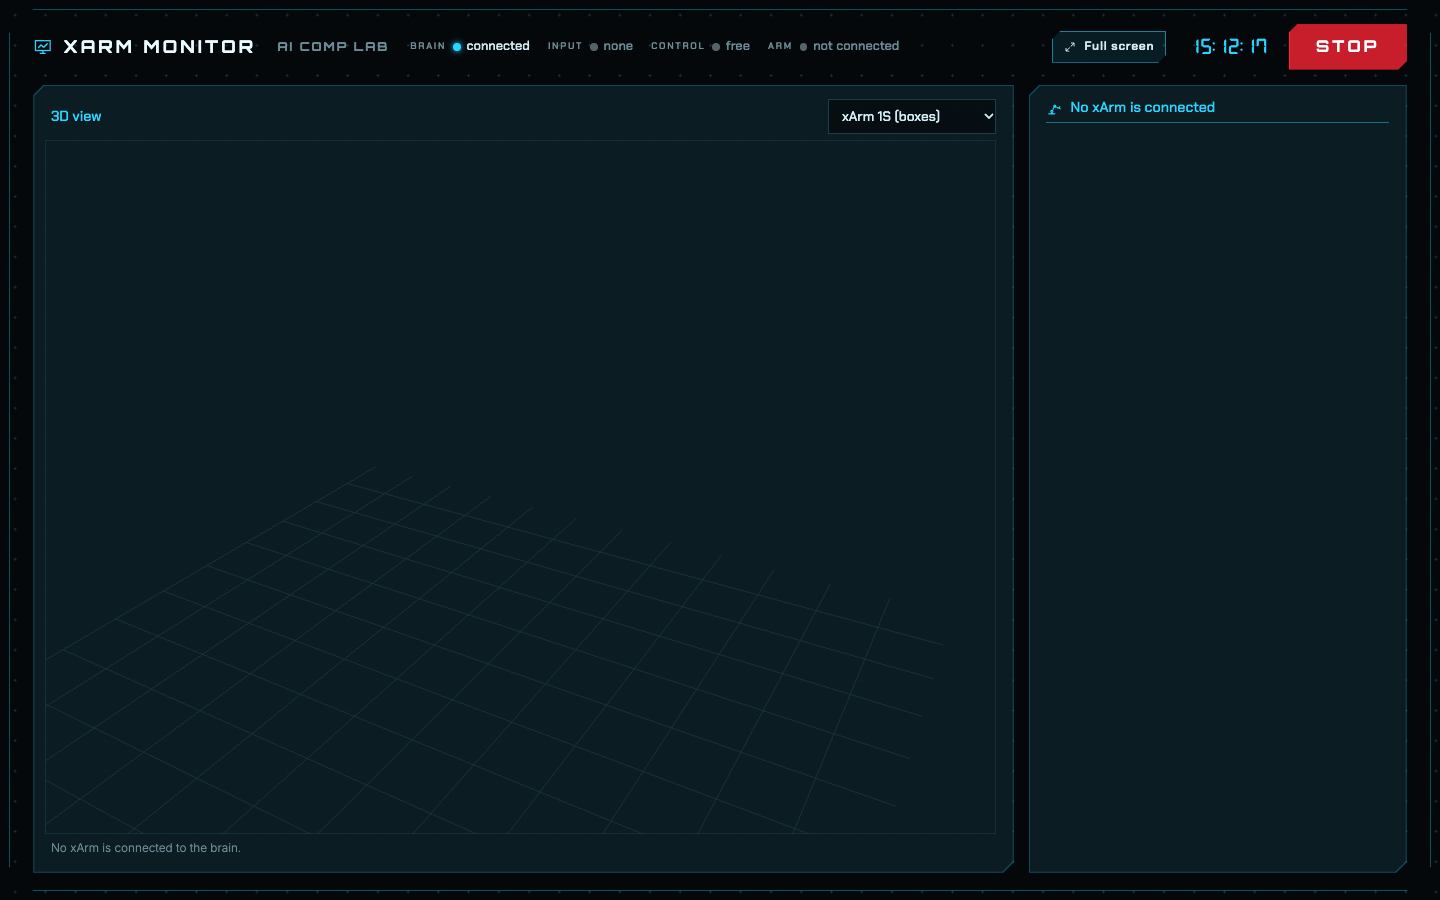 XARM MONITOR AI COMP LAB BRAIN connected INPUT none CONTROL free ARM not connected Full screen 15:12:17 STOP
3D view xArm 1S (boxes)
No xArm is connected to the brain.
No xArm is connected